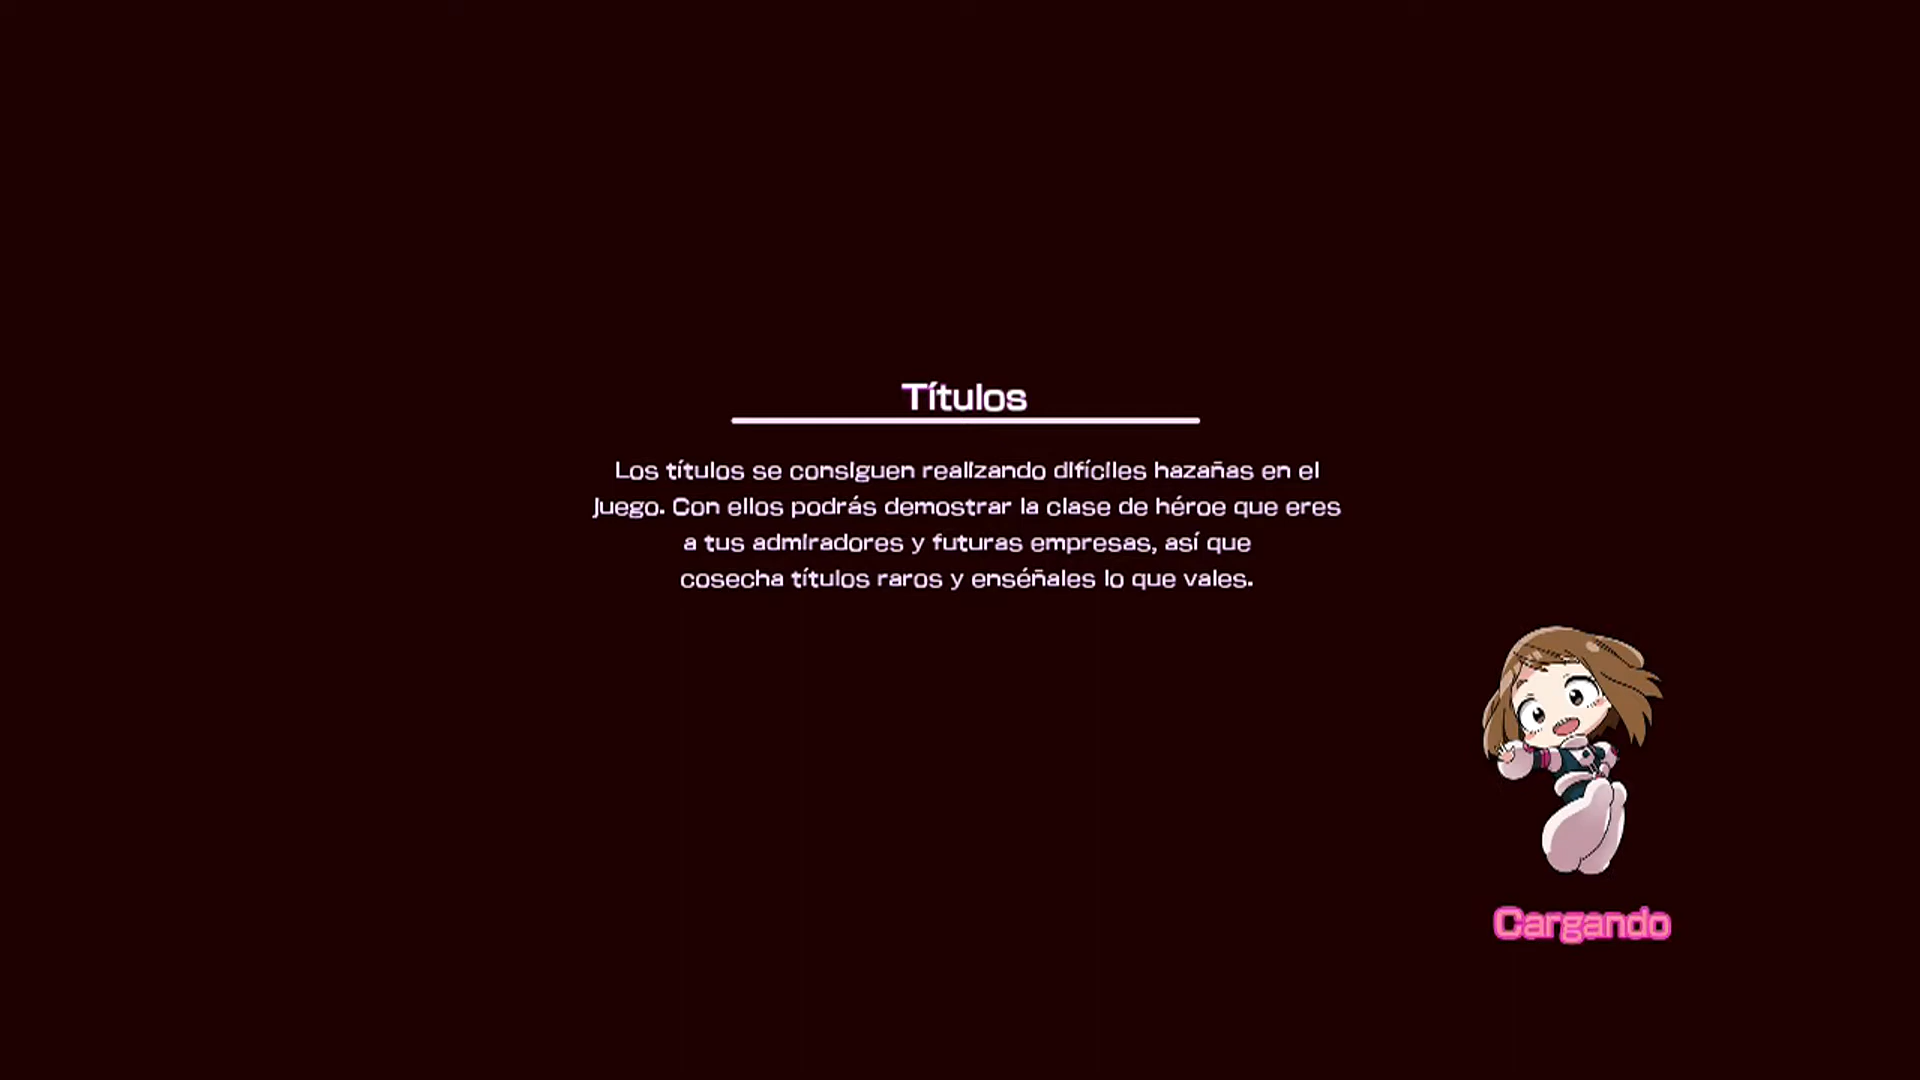 Títulos
Los títulos se consiguen realizando difíciles hazañas en el
juego. Con ellos podrás demostrar la clase de héroe que eres
a tus admiradores y futuras empresas, así que
cosecha títulos raros y enséñales lo que vales.
Cargando